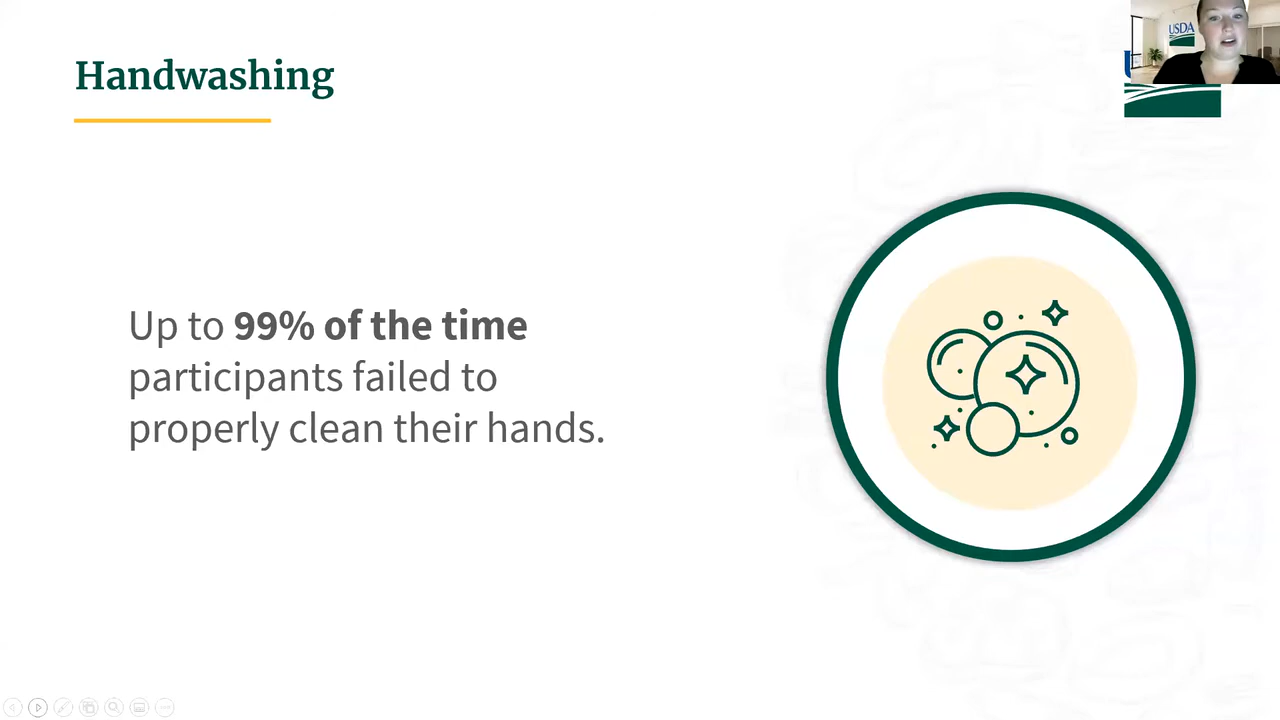 Handwashing
USDA
Up to 99% of the time
participants failed to
properly clean their hands.